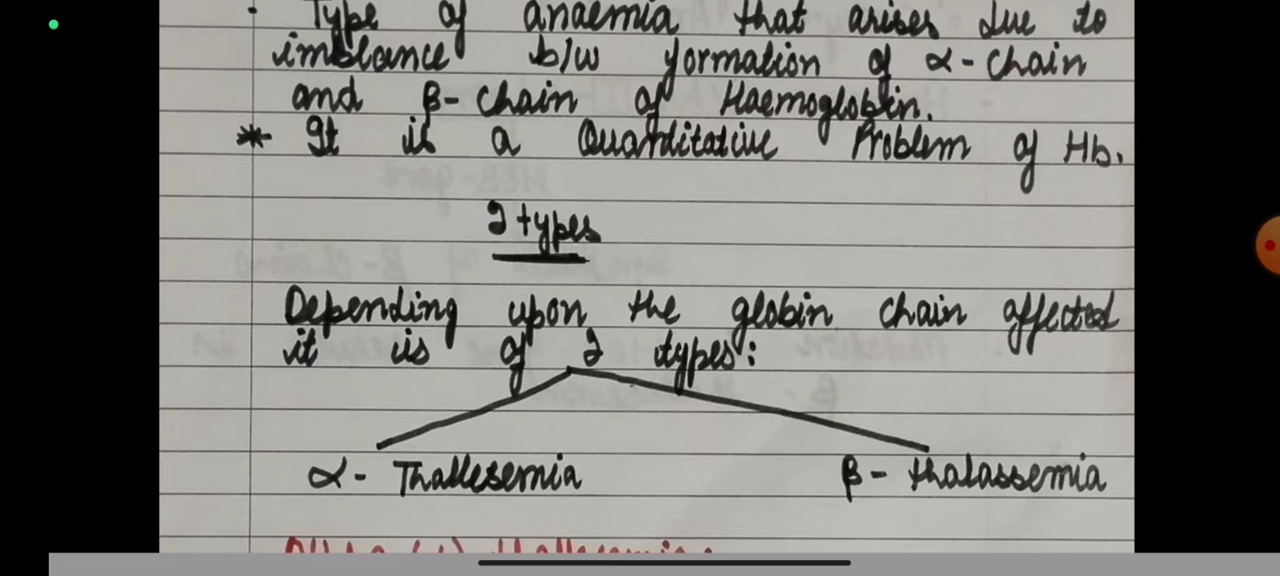 - Type of anaemia that arises due to
imblance b/w formation of α-chain
and β-chain of Haemoglobin.
* It is a Quantitative Problem of Hb.
2 types
Depending upon the globin chain affected
it is of 2 types:
α- Thallesemia
β- thalassemia